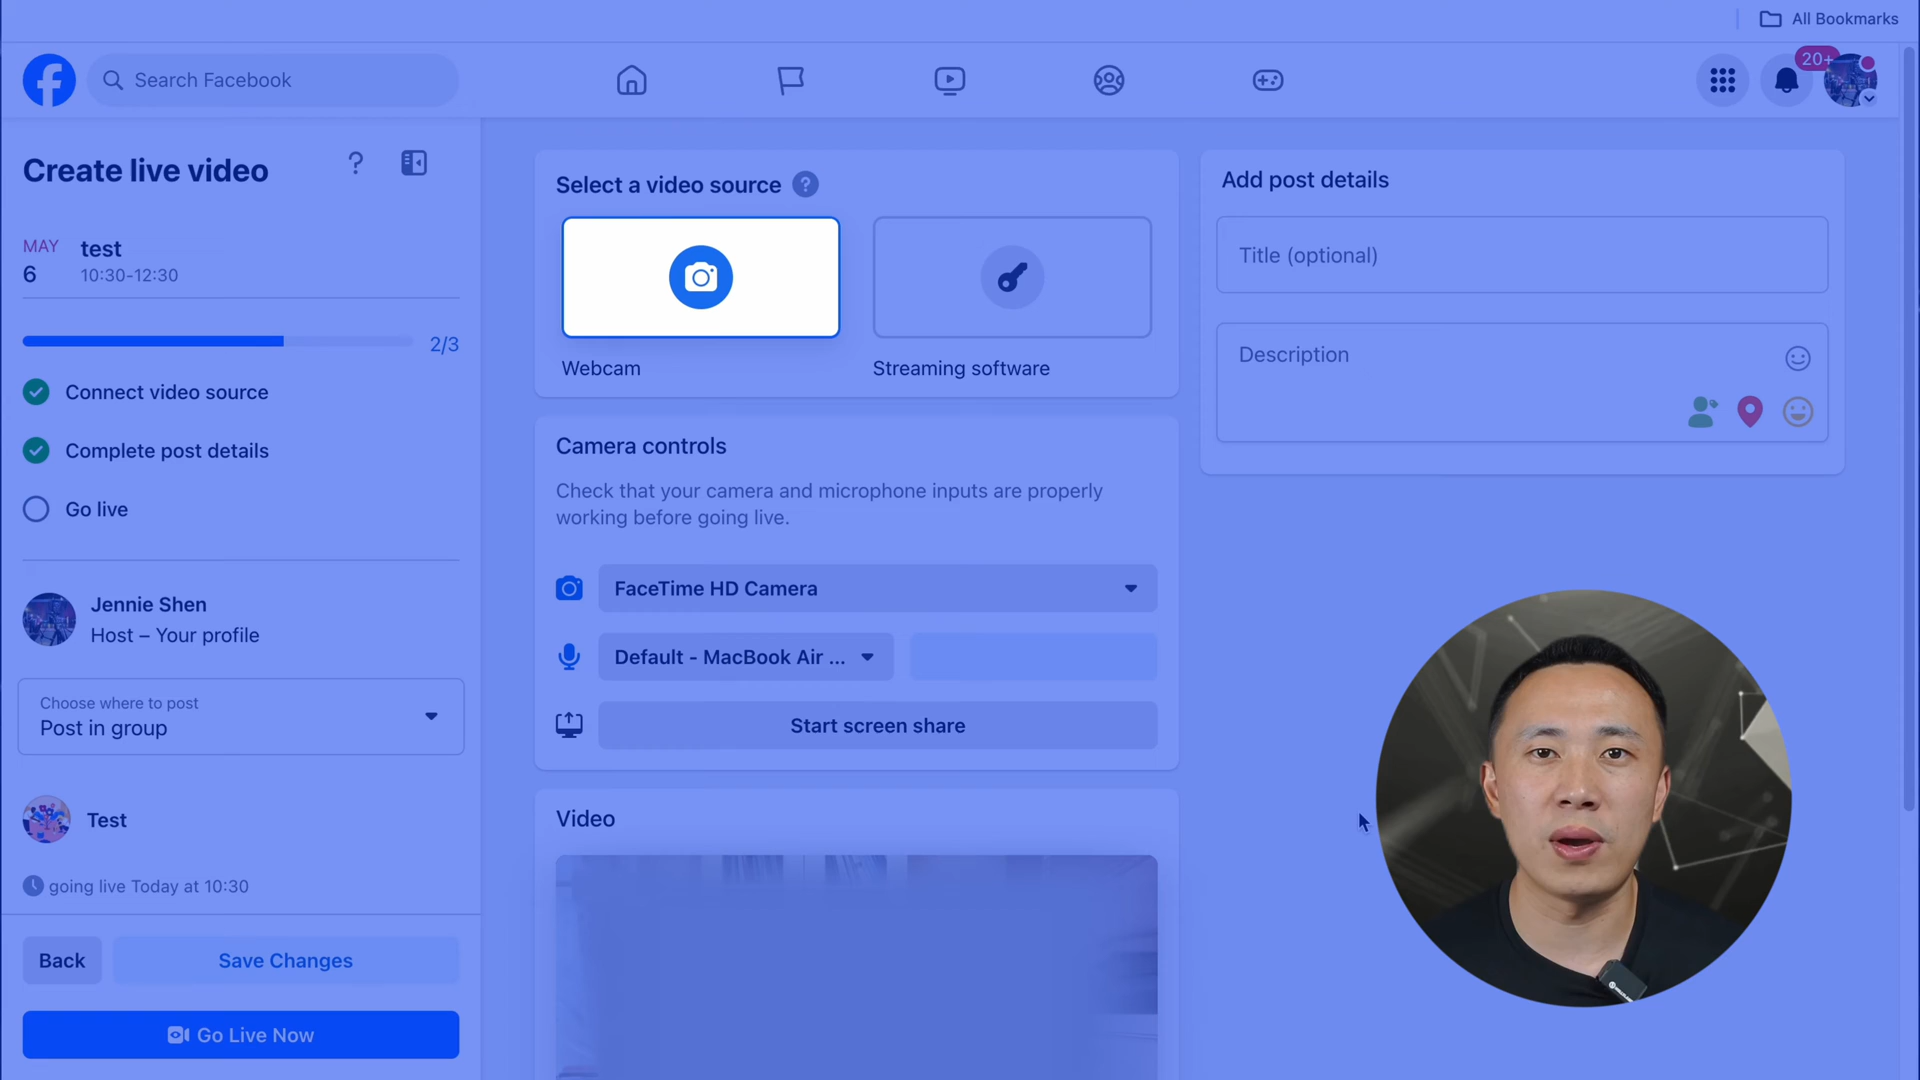 All Bookmarks
Search Facebook
20+
Create live video
?
MAY
6
test
10:30-12:30
2/3
Connect video source
Complete post details
Go live
Jennie Shen
Host – Your profile
Choose where to post
Post in group
Test
going live Today at 10:30
Back
Save Changes
Go Live Now
Select a video source ?
Webcam
Streaming software
Camera controls
Check that your camera and microphone inputs are properly
working before going live.
FaceTime HD Camera
Default - MacBook Air ...
Start screen share
Video
Add post details
Title (optional)
Description